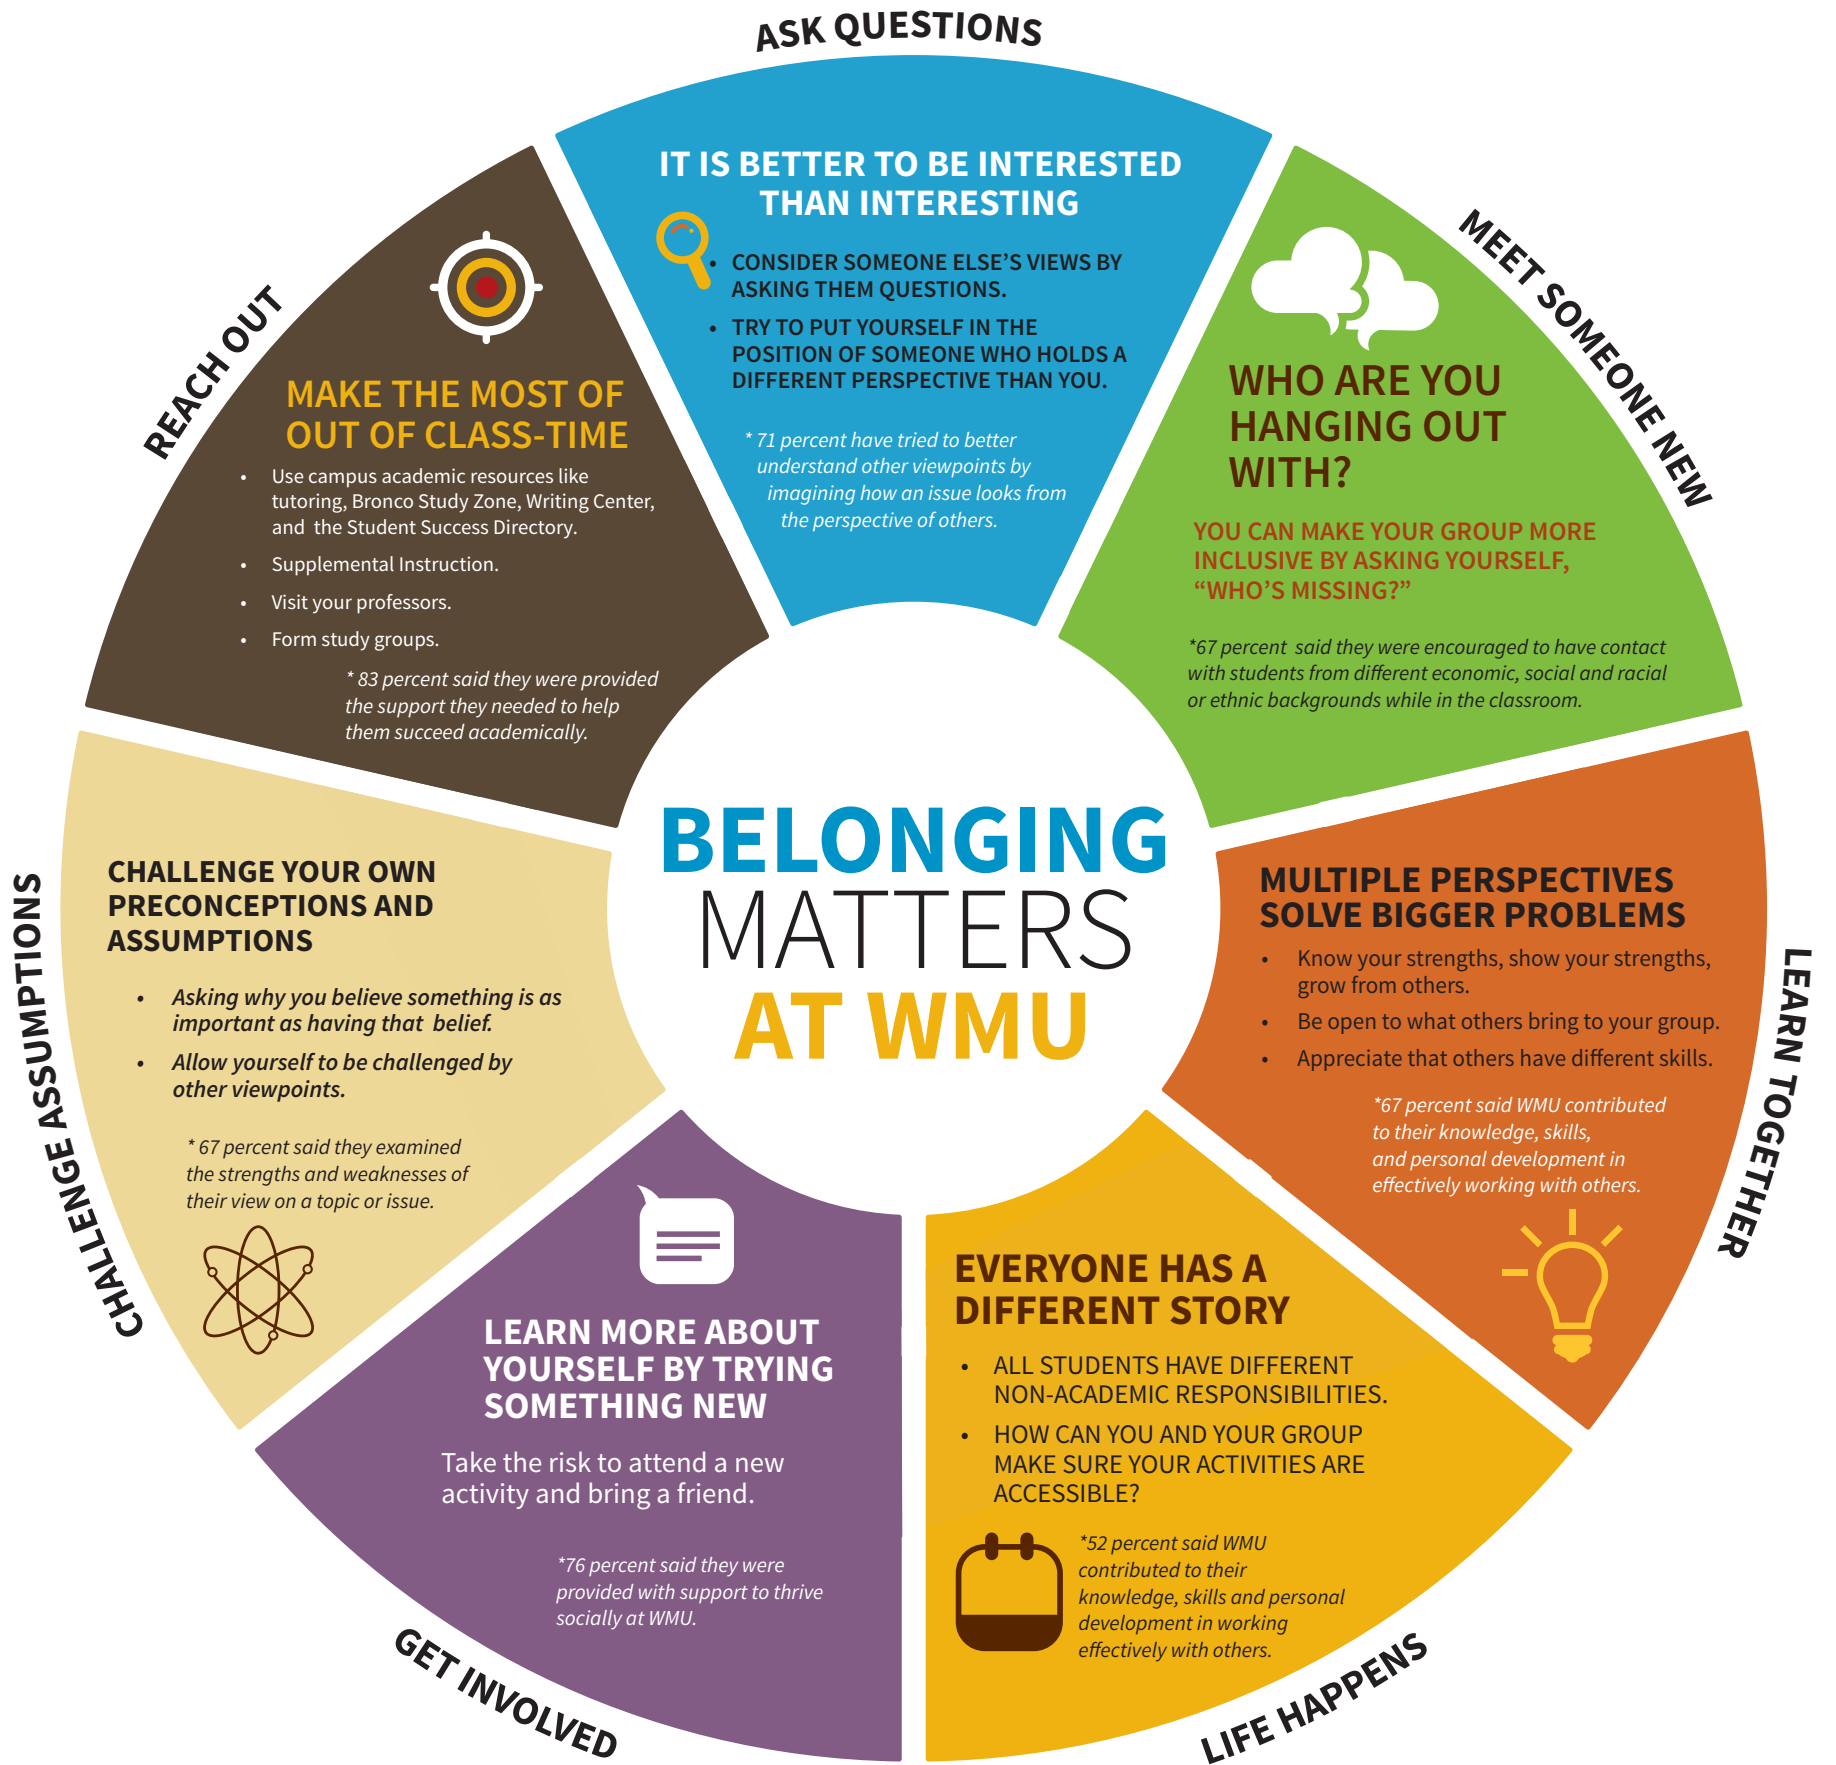 ASK QUESTIONS
IT IS BETTER TO BE INTERESTED
THAN INTERESTING
• CONSIDER SOMEONE ELSE’S VIEWS BY
ASKING THEM QUESTIONS.
• TRY TO PUT YOURSELF IN THE
POSITION OF SOMEONE WHO HOLDS A
DIFFERENT PERSPECTIVE THAN YOU.
* 71 percent have tried to better
understand other viewpoints by
imagining how an issue looks from
the perspective of others.
MEET SOMEONE NEW
WHO ARE YOU
HANGING OUT
WITH?
YOU CAN MAKE YOUR GROUP MORE
INCLUSIVE BY ASKING YOURSELF,
“WHO’S MISSING?”
*67 percent said they were encouraged to have contact
with students from different economic, social and racial
or ethnic backgrounds while in the classroom.
LEARN TOGETHER
MULTIPLE PERSPECTIVES
SOLVE BIGGER PROBLEMS
• Know your strengths, show your strengths,
grow from others.
• Be open to what others bring to your group.
• Appreciate that others have different skills.
*67 percent said WMU contributed
to their knowledge, skills,
and personal development in
effectively working with others.
LIFE HAPPENS
EVERYONE HAS A
DIFFERENT STORY
• ALL STUDENTS HAVE DIFFERENT
NON-ACADEMIC RESPONSIBILITIES.
• HOW CAN YOU AND YOUR GROUP
MAKE SURE YOUR ACTIVITIES ARE
ACCESSIBLE?
*52 percent said WMU
contributed to their
knowledge, skills and personal
development in working
effectively with others.
GET INVOLVED
LEARN MORE ABOUT
YOURSELF BY TRYING
SOMETHING NEW
Take the risk to attend a new
activity and bring a friend.
*76 percent said they were
provided with support to thrive
socially at WMU.
CHALLENGE ASSUMPTIONS
CHALLENGE YOUR OWN
PRECONCEPTIONS AND
ASSUMPTIONS
• Asking why you believe something is as
important as having that belief.
• Allow yourself to be challenged by
other viewpoints.
* 67 percent said they examined
the strengths and weaknesses of
their view on a topic or issue.
REACH OUT
MAKE THE MOST OF
OUT OF CLASS-TIME
• Use campus academic resources like
tutoring, Bronco Study Zone, Writing Center,
and the Student Success Directory.
• Supplemental Instruction.
• Visit your professors.
• Form study groups.
* 83 percent said they were provided
the support they needed to help
them succeed academically.
BELONGING
MATTERS
AT WMU